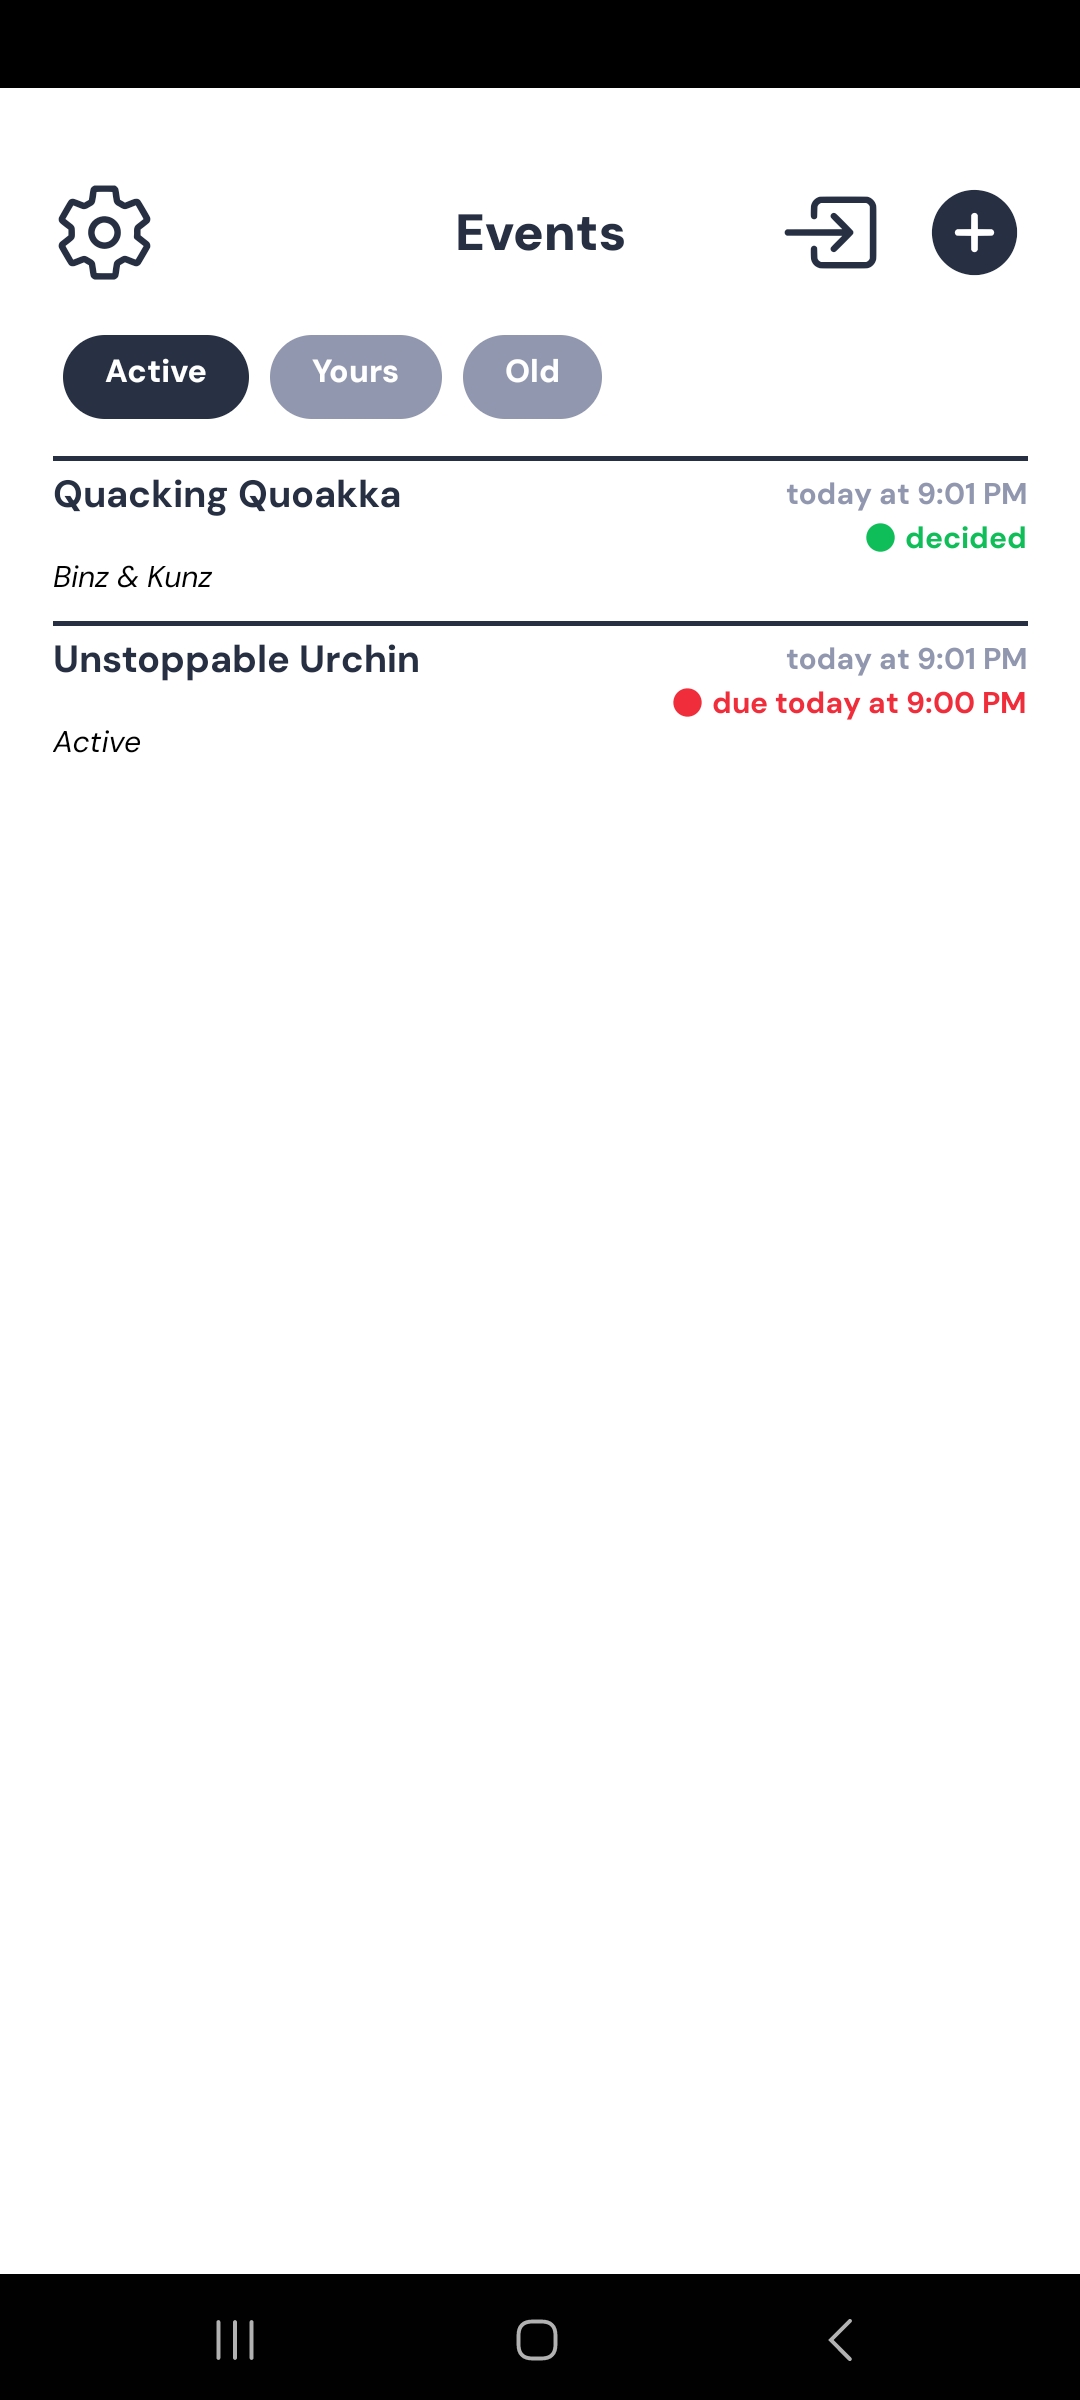 Events
Active Yours Old
Quacking Quoakka today at 9:01 PM
decided
Binz & Kunz
Unstoppable Urchin today at 9:01 PM
due today at 9:00 PM
Active